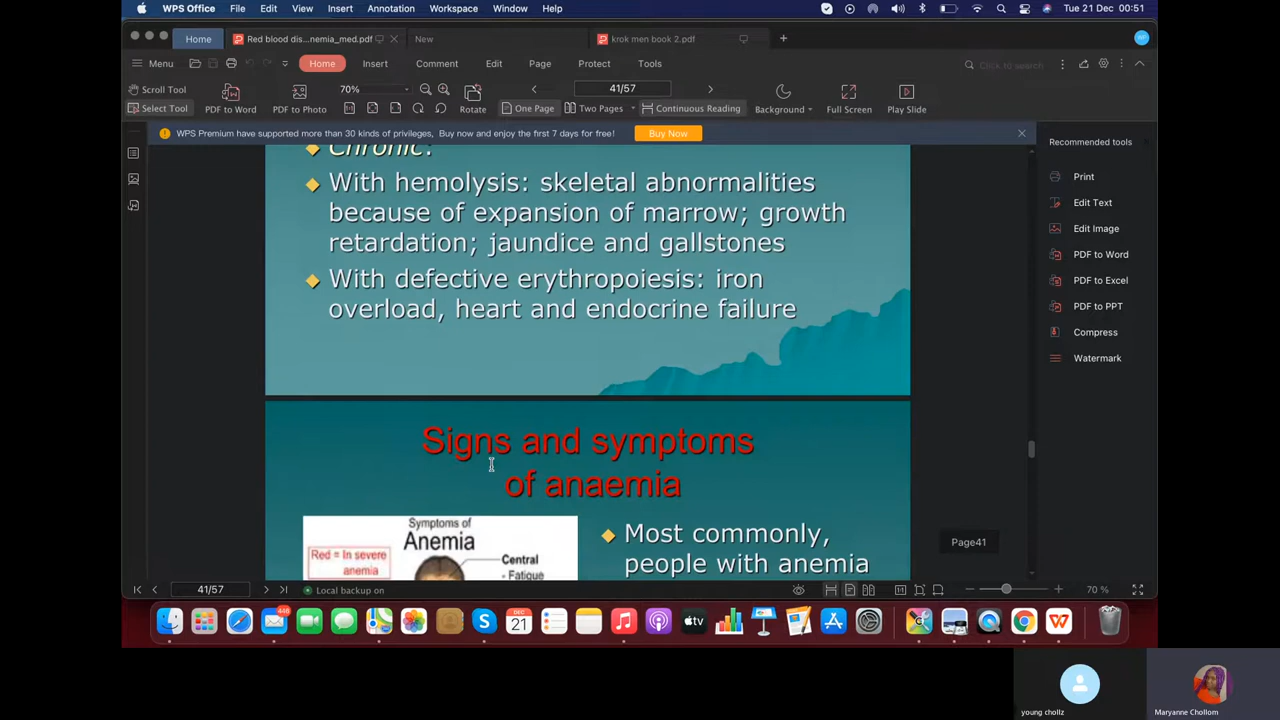 WPS Office File Edit View Insert Annotation Workspace Window Help Tue 21 Dec 00:51
Home Red blood dis...nemia_med.pdf New krok men book 2.pdf WP
Menu Home Insert Comment Edit Page Protect Tools Click to search
Scroll Tool
Select Tool
PDF to Word PDF to Photo 70% Rotate 41/57 One Page Two Pages Continuous Reading Background Full Screen Play Slide
WPS Premium have supported more than 30 kinds of privileges, Buy now and enjoy the first 7 days for free! Buy Now
Recommended tools
Print
Edit Text
Edit Image
PDF to Word
PDF to Excel
PDF to PPT
Compress
Watermark
Chronic:
With hemolysis: skeletal abnormalities
because of expansion of marrow; growth
retardation; jaundice and gallstones
With defective erythropoiesis: iron
overload, heart and endocrine failure
Signs and symptoms
of anaemia
Symptoms of
Anemia
Red = In severe
anemia
Central
- Fatigue
Most commonly,
people with anemia
Page41
41/57 Local backup on 70 %
446 DEC 21 tv W
young chollz Maryanne Chollom